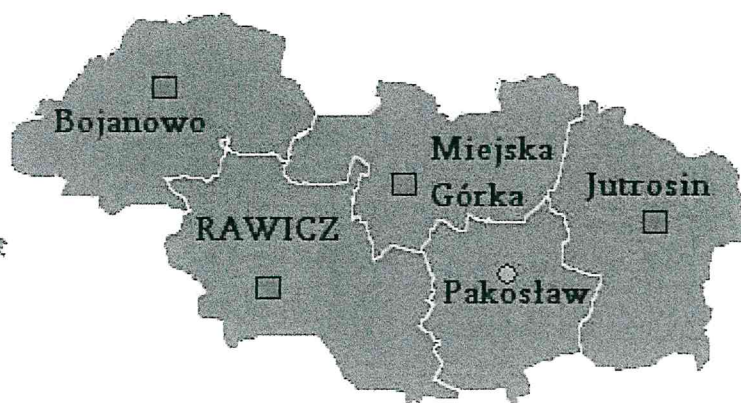 Bojanowo
Miejska
Górka
Jutrosin
RAWICZ
Pakosław